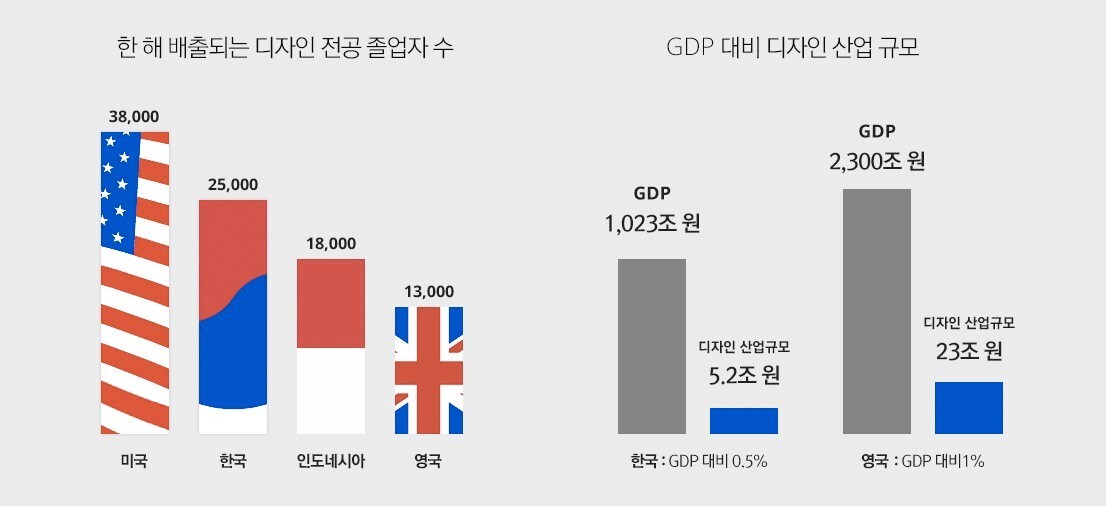 한 해 배출되는 디자인 전공 졸업자 수
38,000
25,000
18,000
13,000
미국
한국
인도네시아
영국
GDP 대비 디자인 산업 규모
GDP
1,023조 원
디자인 산업규모
5.2조 원
GDP
2,300조 원
디자인 산업규모
23조 원
한국 : GDP 대비 0.5%
영국 : GDP 대비1%